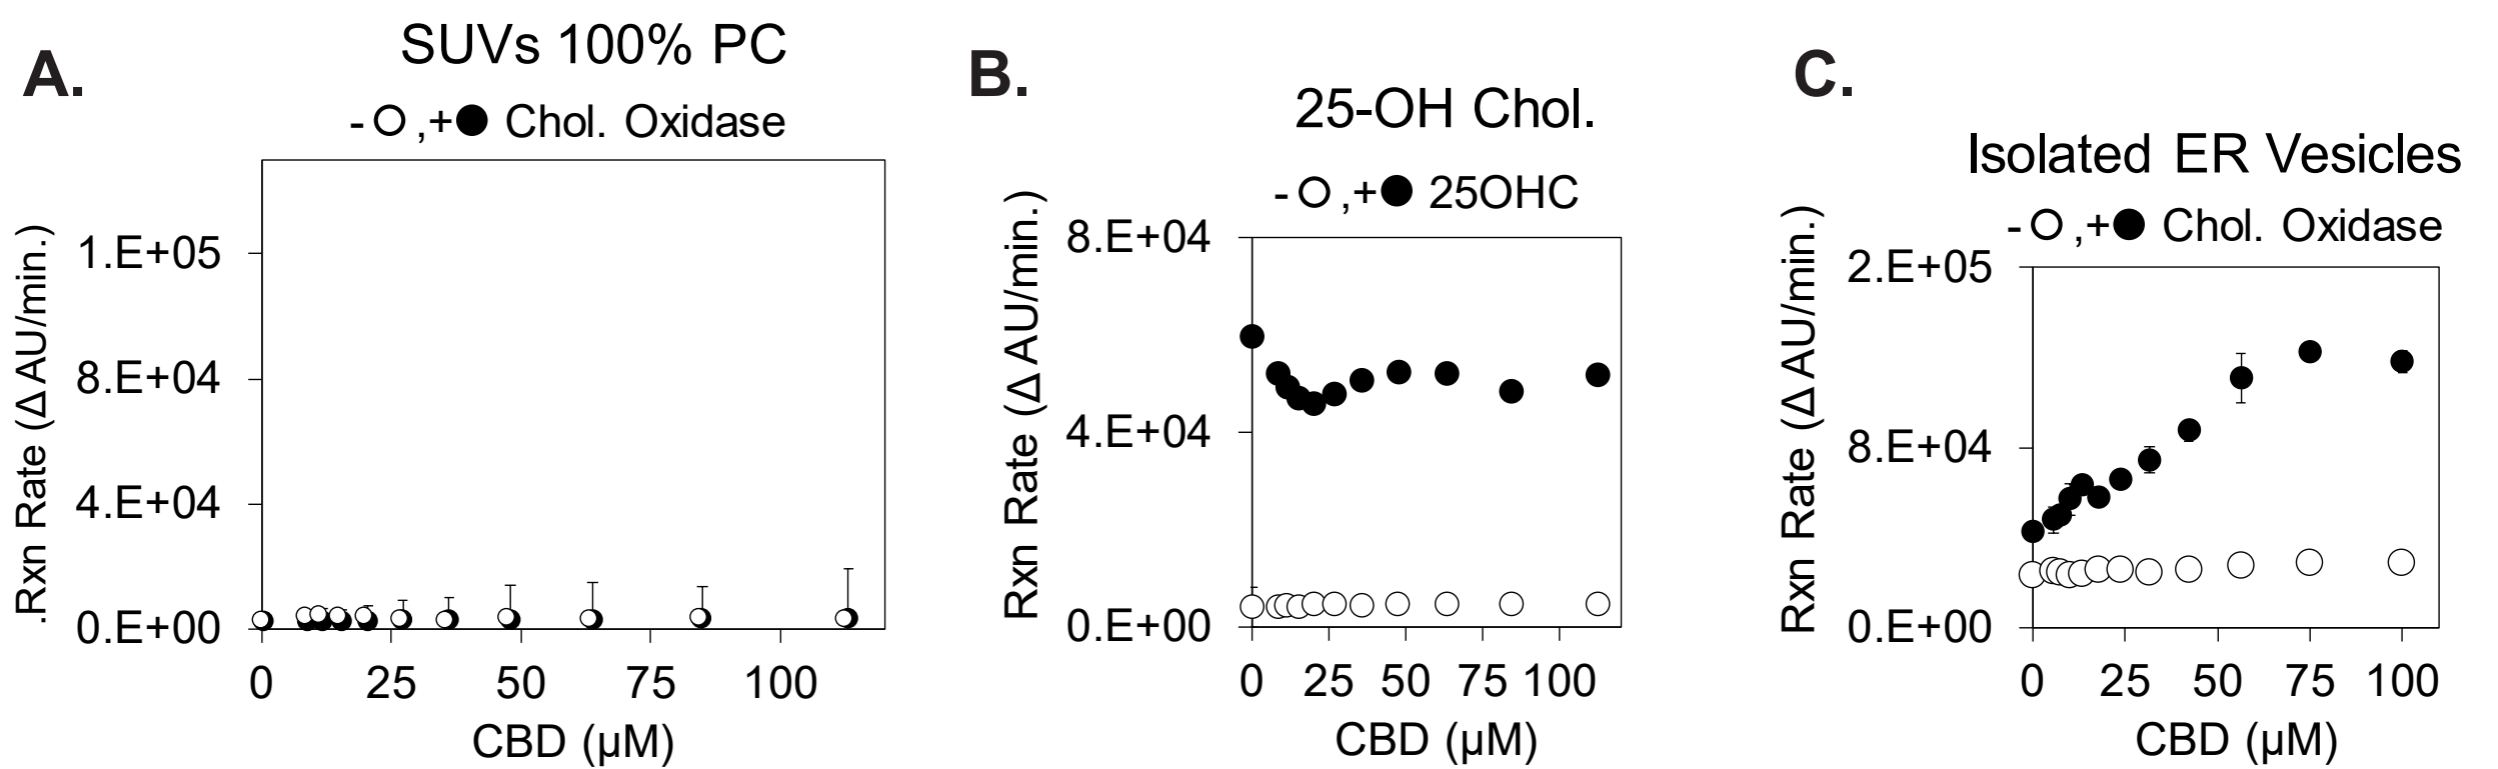 A.
SUVs 100% PC
-○ ,+● Chol. Oxidase
.Rxn Rate (Δ AU/min.)
1.E+05
8.E+04
4.E+04
0.E+00
0 25 50 75 100
CBD (μM)
B.
25-OH Chol.
-○ ,+● 25OHC
Rxn Rate (Δ AU/min.)
8.E+04
4.E+04
0.E+00
0 25 50 75 100
CBD (μM)
C.
Isolated ER Vesicles
-○ ,+● Chol. Oxidase
Rxn Rate (Δ AU/min.)
2.E+05
8.E+04
0.E+00
0 25 50 75 100
CBD (μM)